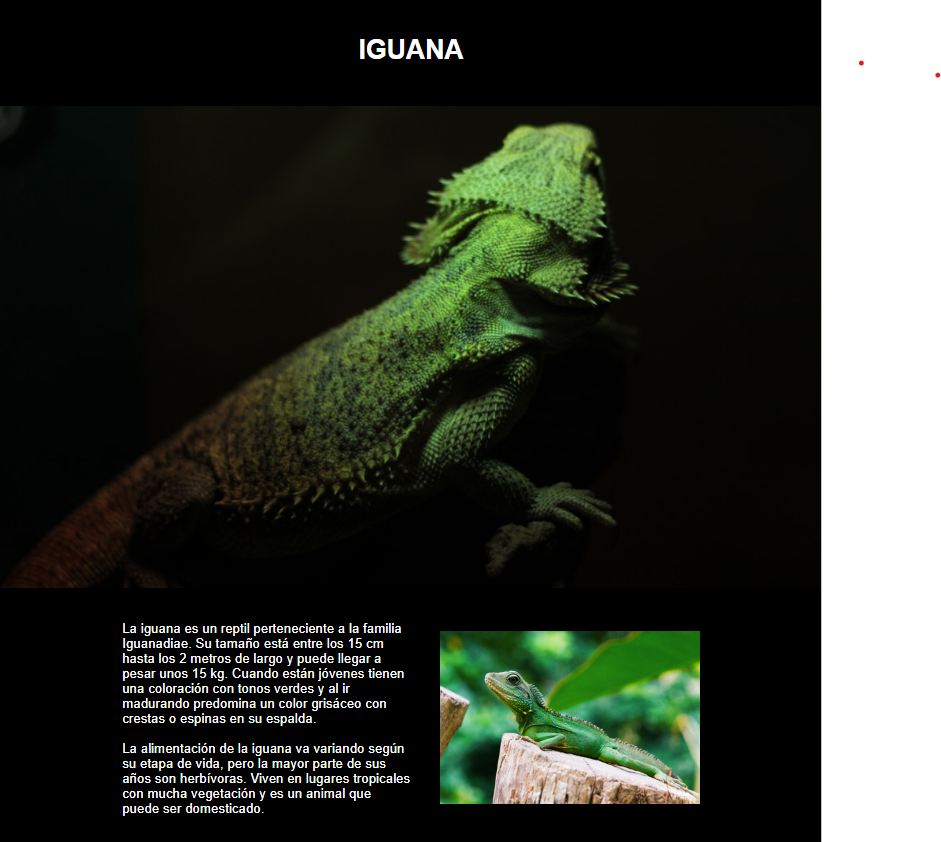 IGUANA
La iguana es un reptil perteneciente a la familia
Iguanadiae. Su tamaño está entre los 15 cm
hasta los 2 metros de largo y puede llegar a
pesar unos 15 kg. Cuando están jóvenes tienen
una coloración con tonos verdes y al ir
madurando predomina un color grisáceo con
crestas o espinas en su espalda.
La alimentación de la iguana va variando según
su etapa de vida, pero la mayor parte de sus
años son herbívoras. Viven en lugares tropicales
con mucha vegetación y es un animal que
puede ser domesticado.